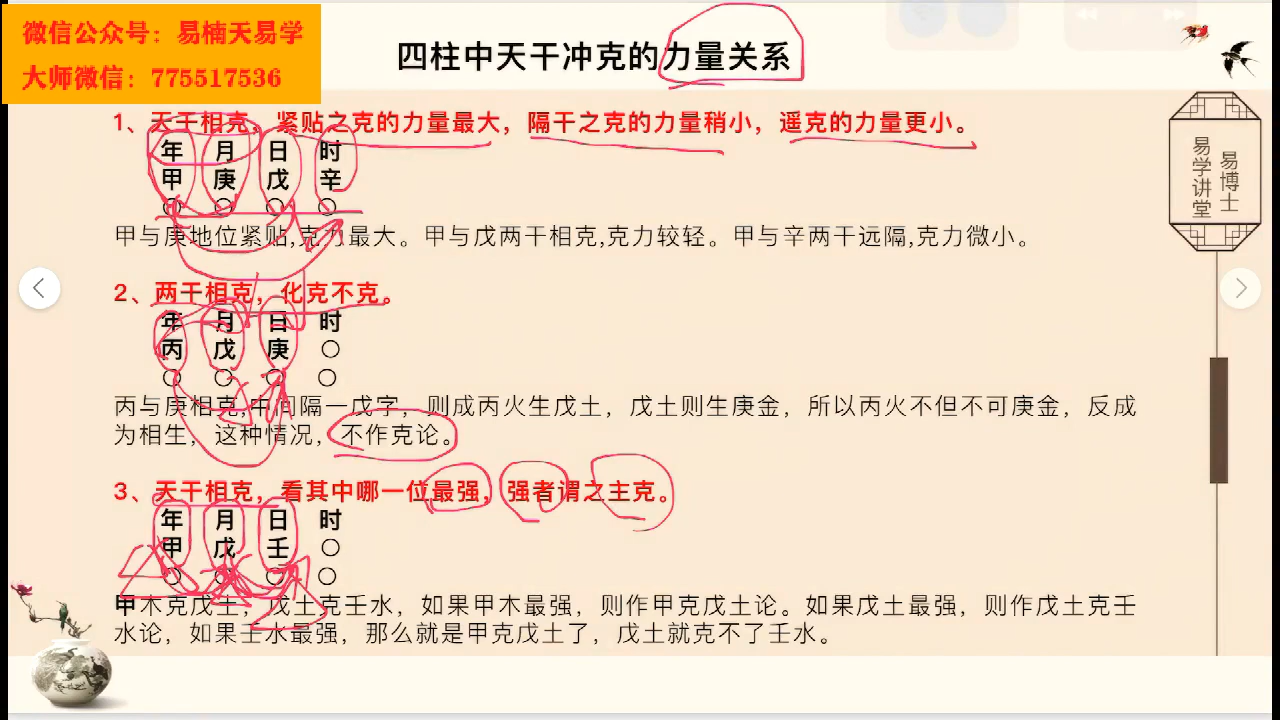 微信公众号：易楠天易学
大师微信：775517536
四柱中天干冲克的力量关系
1、天干相克，紧贴之克的力量最大，隔干之克的力量稍小，遥克的力量更小。
年 月 日 时
甲 庚 戊 辛
○ ○ ○ ○
甲与庚地位紧贴,克力最大。甲与戊两干相克,克力较轻。甲与辛两干远隔,克力微小。
2、两干相克，化克不克。
年 月 日 时
丙 戊 庚 ○
○ ○ ○ ○
丙与庚相克,中间隔一戊字，则成丙火生戊土，戊土则生庚金，所以丙火不但不可庚金，反成
为相生，这种情况，不作克论。
3、天干相克，看其中哪一位最强，强者谓之主克。
年 月 日 时
甲 戊 壬 ○
○ ○ ○ ○
甲木克戊土，戊土克壬水，如果甲木最强，则作甲克戊土论。如果戊土最强，则作戊土克壬
水论，如果壬水最强，那么就是甲克戊土了，戊土就克不了壬水。
易博士
易学讲堂